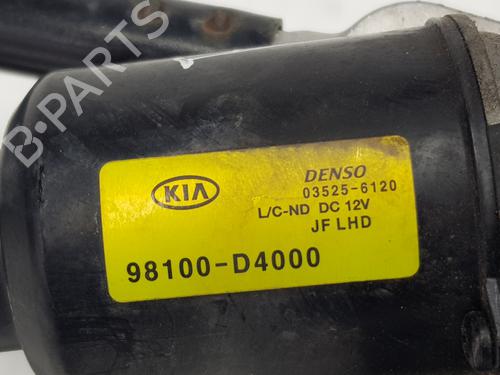 B-PARTS
KIA
DENSO
03525-6120
L/C-ND DC 12V
JF LHD
98100-D4000